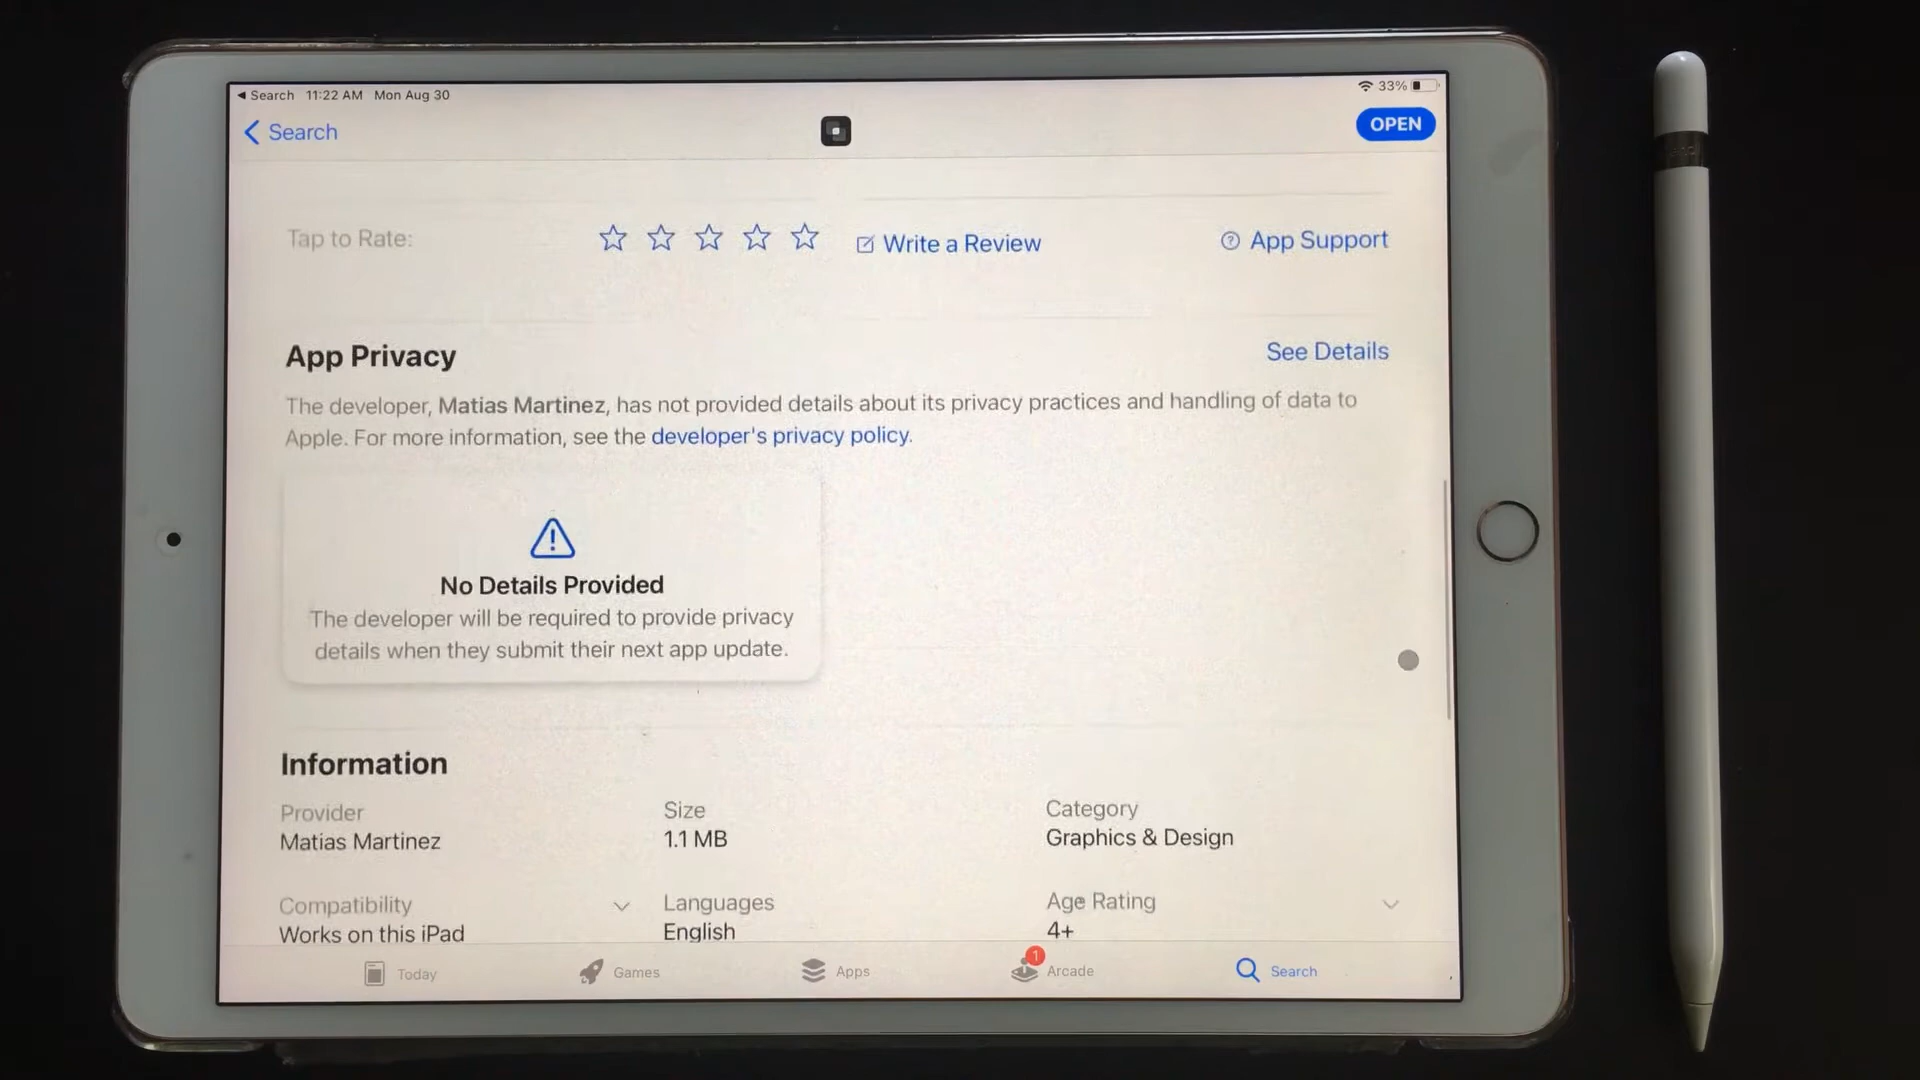 Search 11:22 AM Mon Aug 30
33%
Search
OPEN
Tap to Rate:
Write a Review
App Support
App Privacy
See Details
The developer, Matias Martinez, has not provided details about its privacy practices and handling of data to
Apple. For more information, see the developer's privacy policy.
No Details Provided
The developer will be required to provide privacy
details when they submit their next app update.
Information
Provider
Size
Category
Matias Martinez
1.1 MB
Graphics & Design
Compatibility
Languages
Age Rating
Works on this iPad
English
4+
1
Today
Games
Apps
Arcade
Search